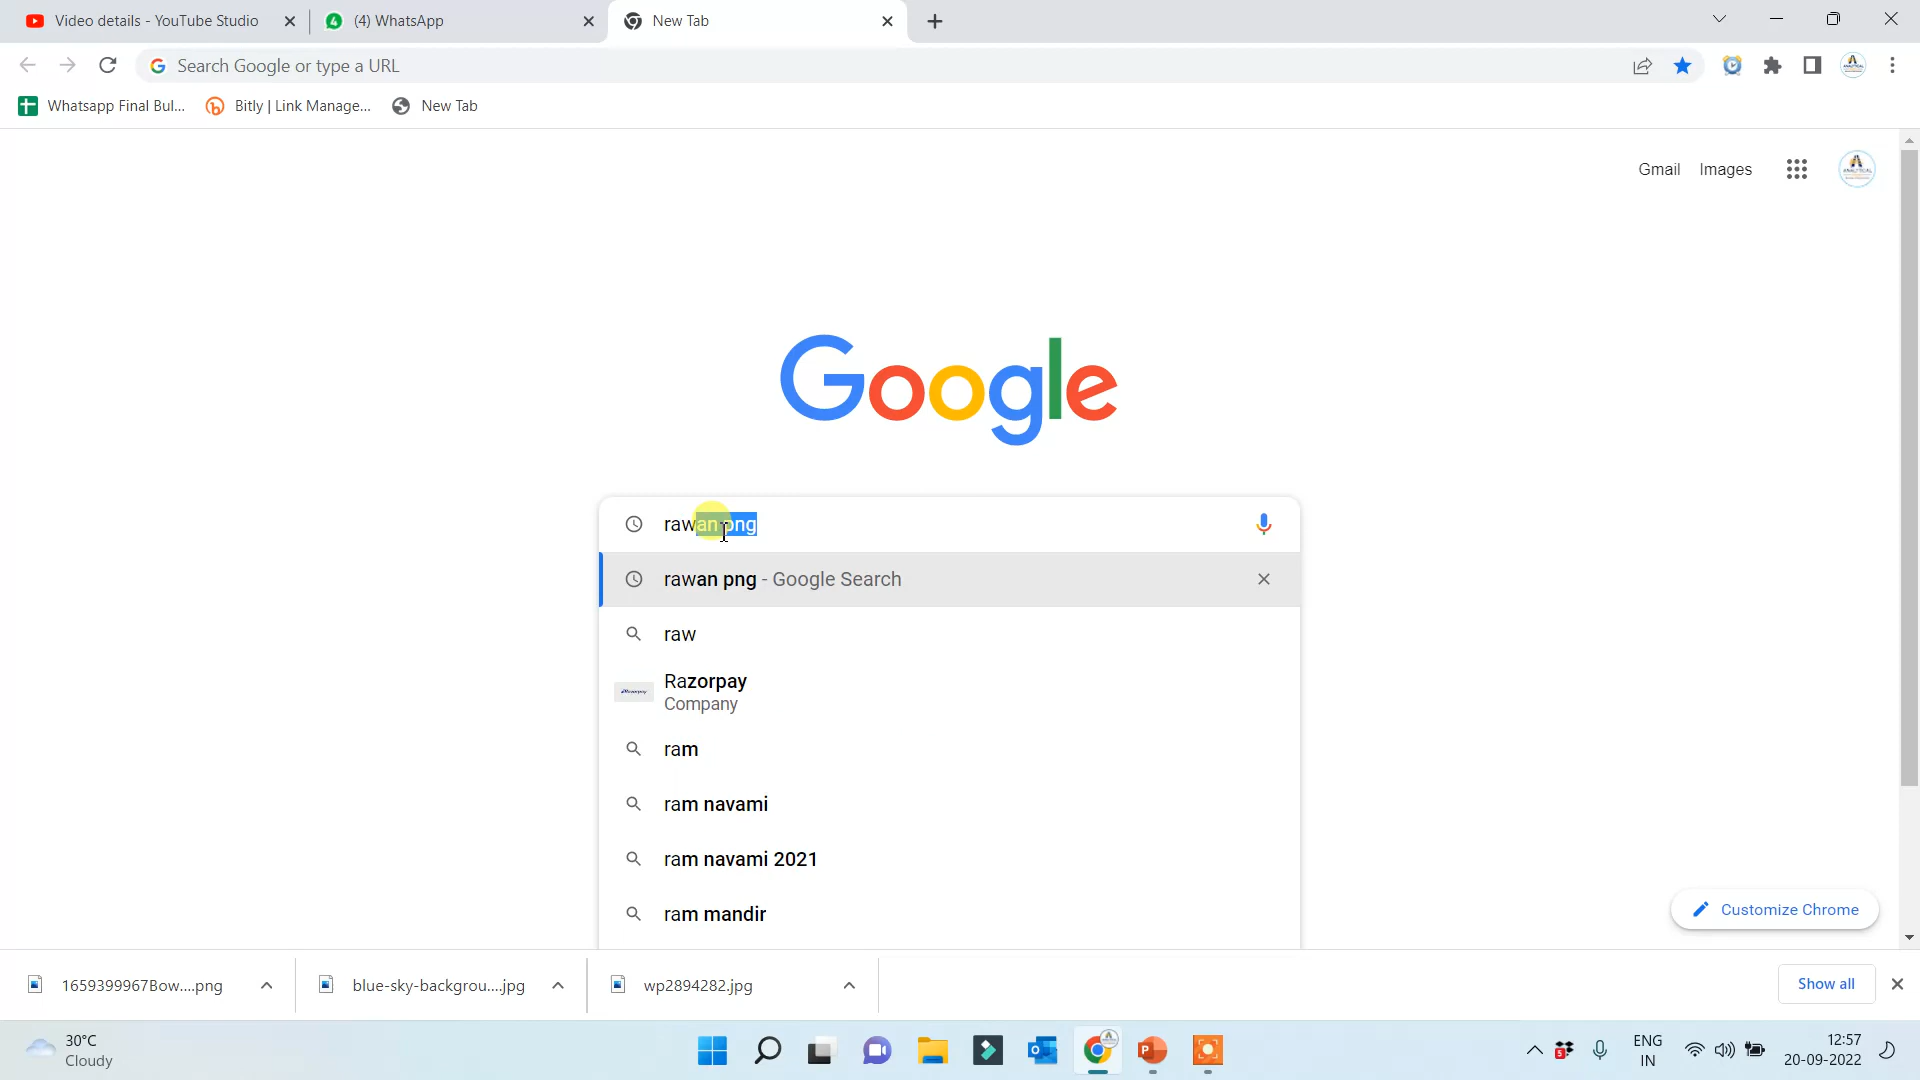 Video details - YouTube Studio
(4) WhatsApp
New Tab
Search Google or type a URL
Whatsapp Final Bul...
Bitly | Link Manage...
New Tab
Gmail Images
Google
rawan png
rawan png - Google Search
raw
Razorpay
Company
ram
ram navami
ram navami 2021
ram mandir
Customize Chrome
1659399967Bow....png
blue-sky-backgrou....jpg
wp2894282.jpg
Show all
30°C
Cloudy
ENG
IN
12:57
20-09-2022